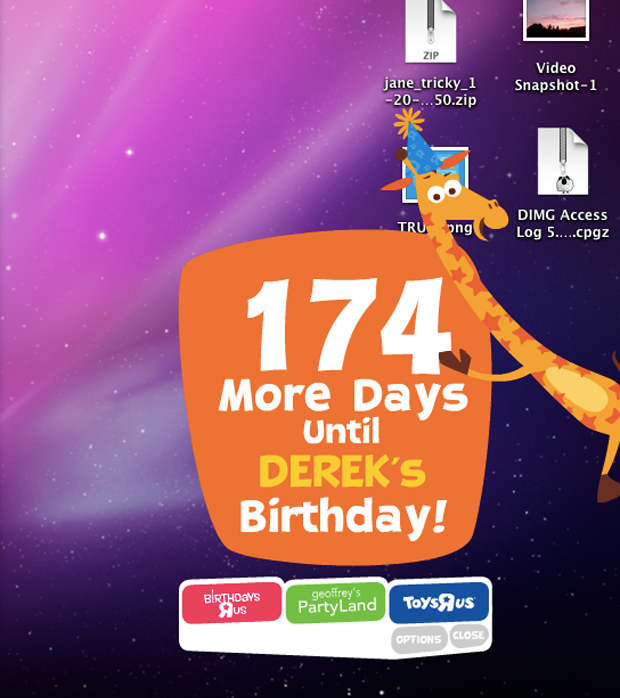 ZIP
jane_tricky_1
-20-...50.zip
Video
Snapshot-1
DIMG Access
Log 5.....cpgz
TRU png
174
More Days
Until
DEREK's
Birthday!
BiRTHDAYS
RUS
geoffrey's
PartyLand
ToysRus
OPTIONS
CLOSE